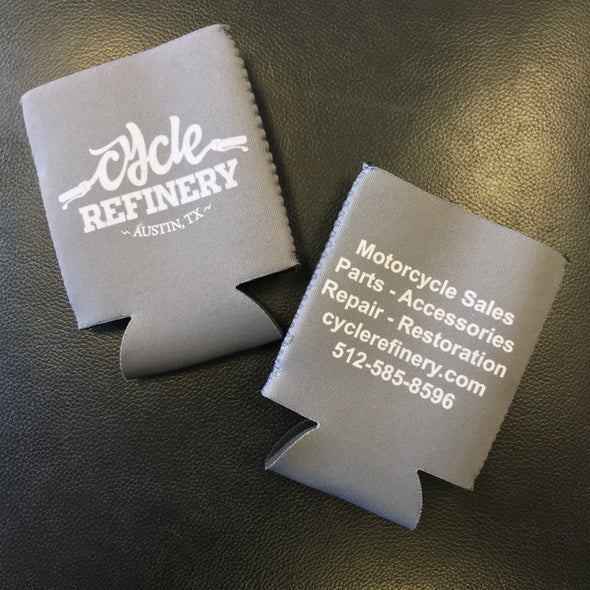 cycle
REFINERY
~ AUSTIN, TX ~
Motorcycle Sales
Parts - Accessories
Repair - Restoration
cyclerefinery.com
512-585-8596